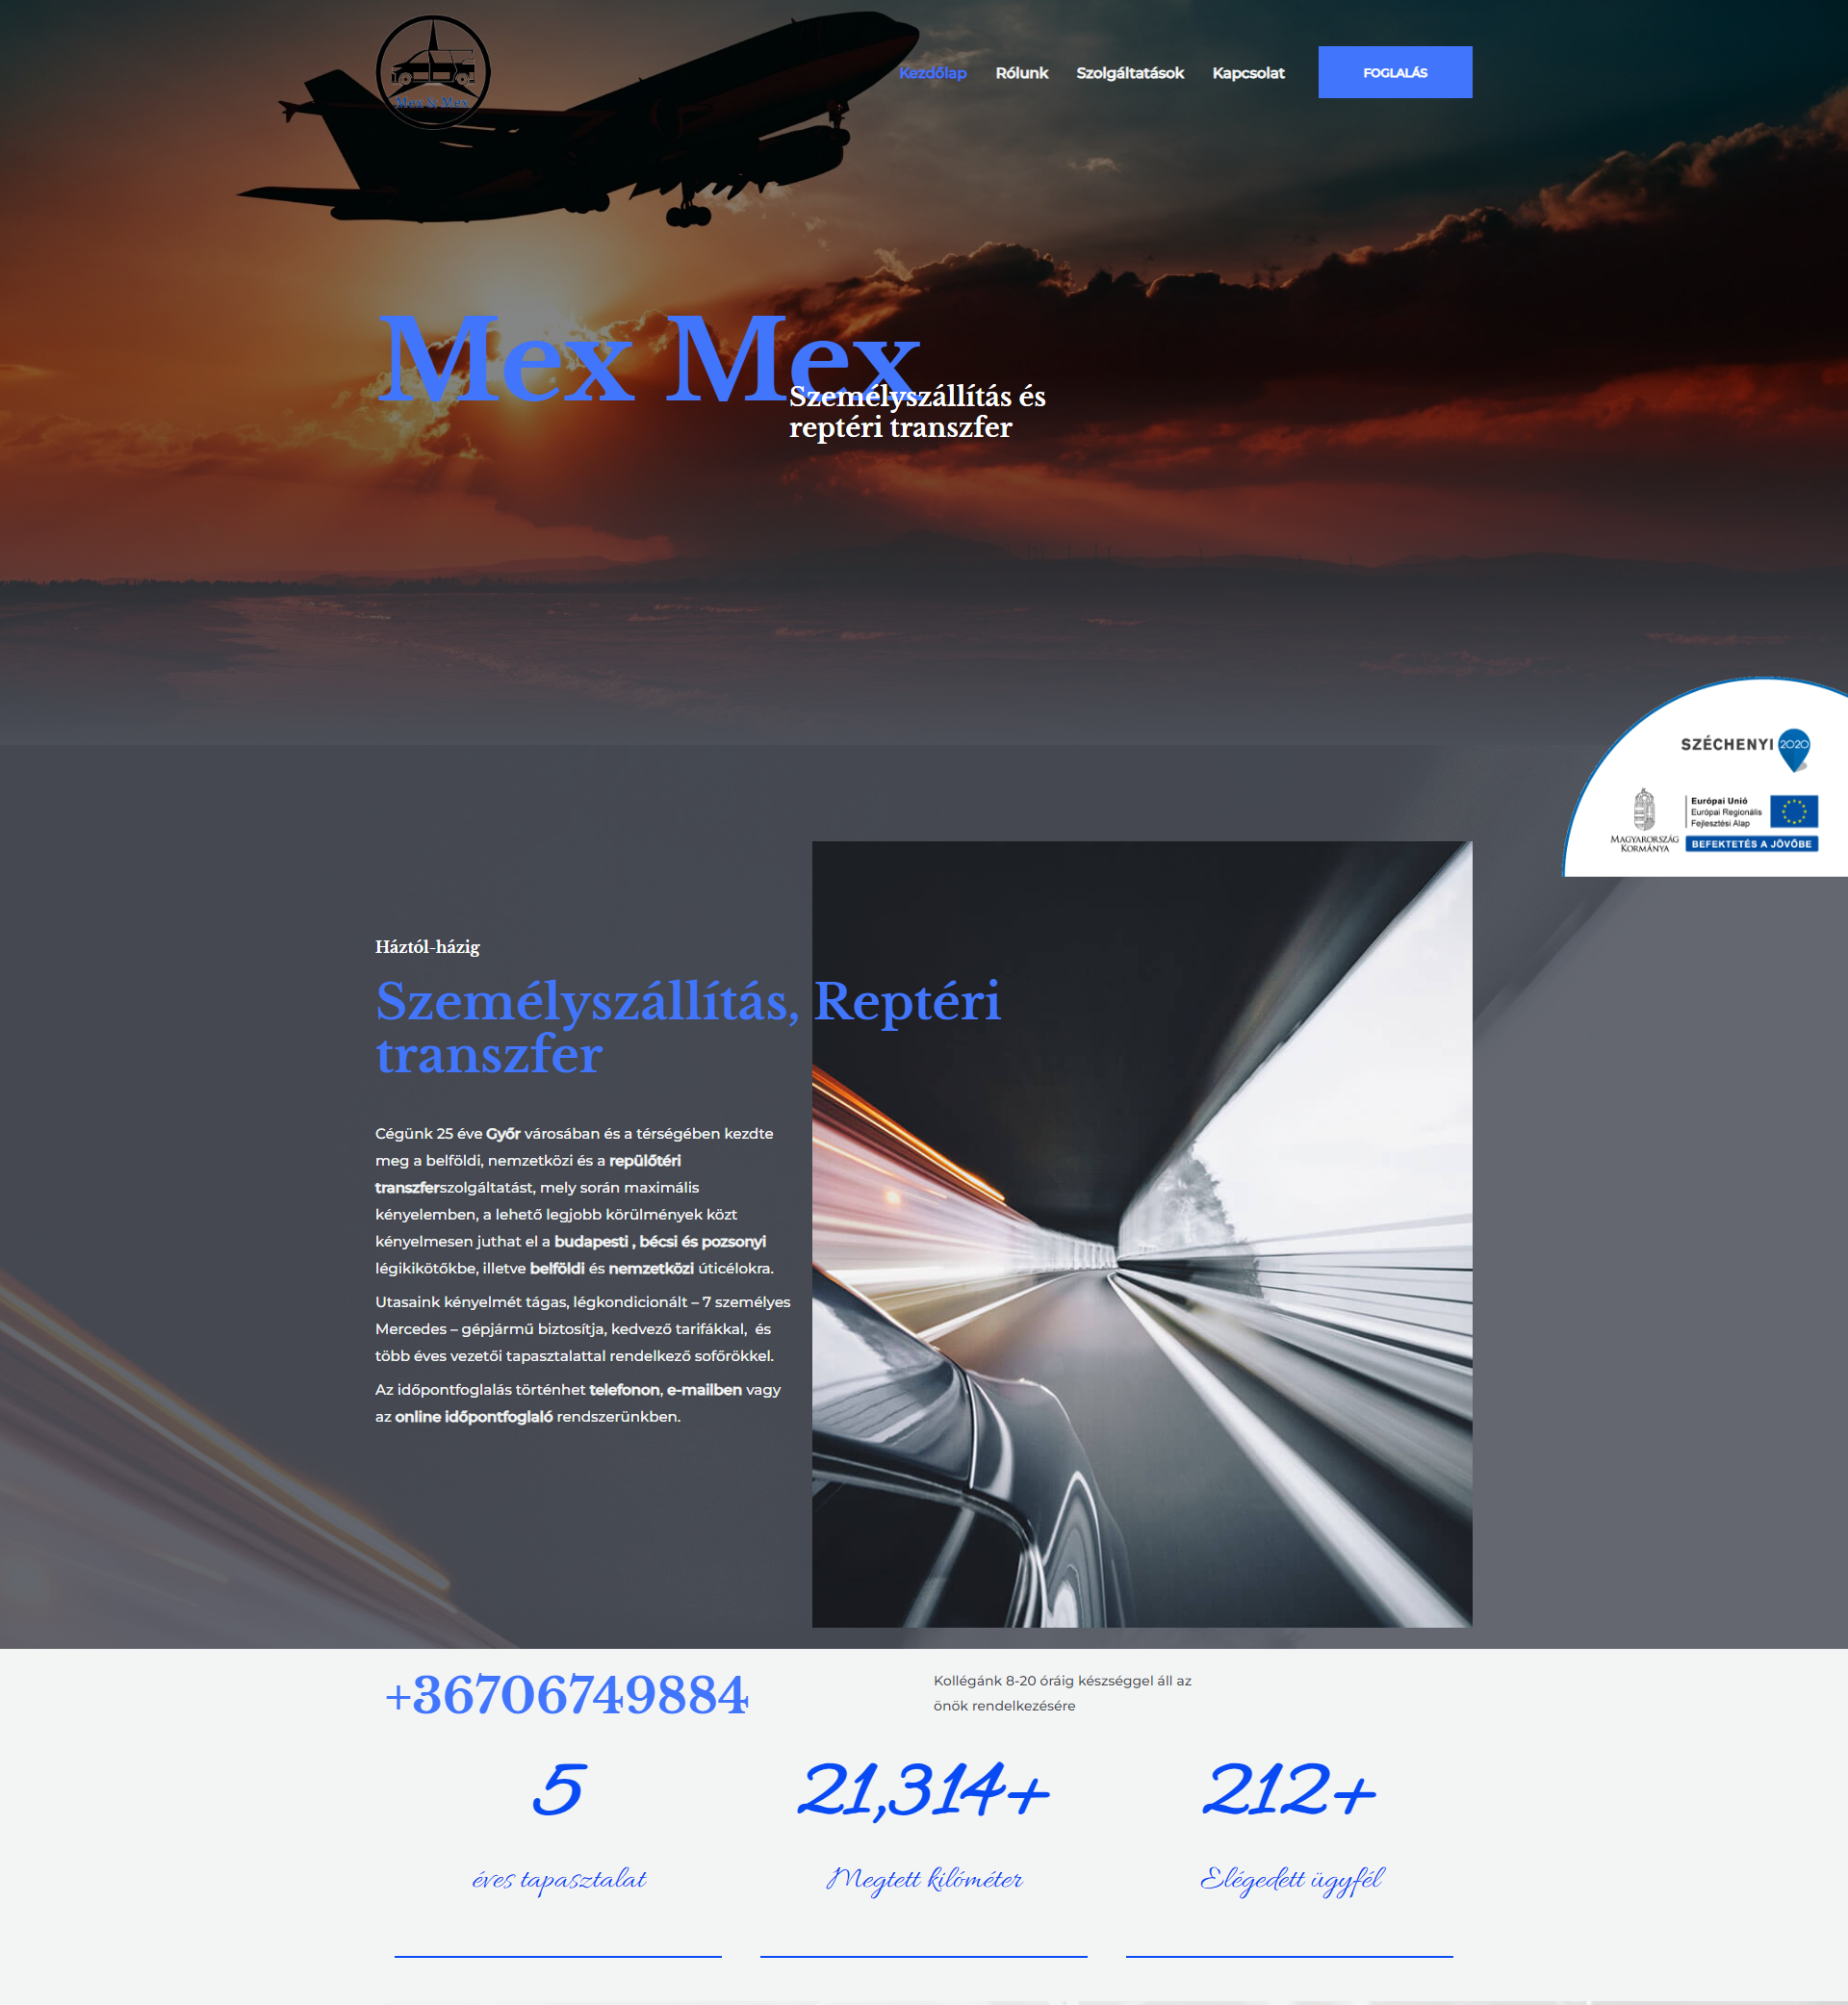 Mex & Mex
Kezdőlap Rólunk Szolgáltatások Kapcsolat FOGLALÁS
Mex Mex
Személyszállítás és
reptéri transzfer
SZÉCHENYI 2020
MAGYARORSZÁG
KORMÁNYA
Európai Unió
Európai Regionális
Fejlesztési Alap
BEFEKTETÉS A JÖVŐBE
Háztól-házig
Személyszállítás, Reptéri
transzfer
Cégünk 25 éve Győr városában és a térségében kezdte
meg a belföldi, nemzetközi és a repülőtéri
transzferszolgáltatást, mely során maximális
kényelemben, a lehető legjobb körülmények közt
kényelmesen juthat el a budapesti , bécsi és pozsonyi
légikikötőkbe, illetve belföldi és nemzetközi úticélokra.
Utasaink kényelmét tágas, légkondicionált – 7 személyes
Mercedes – gépjármű biztosítja, kedvező tarifákkal,  és
több éves vezetői tapasztalattal rendelkező sofőrökkel.
Az időpontfoglalás történhet telefonon, e-mailben vagy
az online időpontfoglaló rendszerünkben.
+36706749884
Kollégánk 8-20 óráig készséggel áll az
önök rendelkezésére
5
éves tapasztalat
21,314+
Megtett kilóméter
212+
Elégedett ügyfél